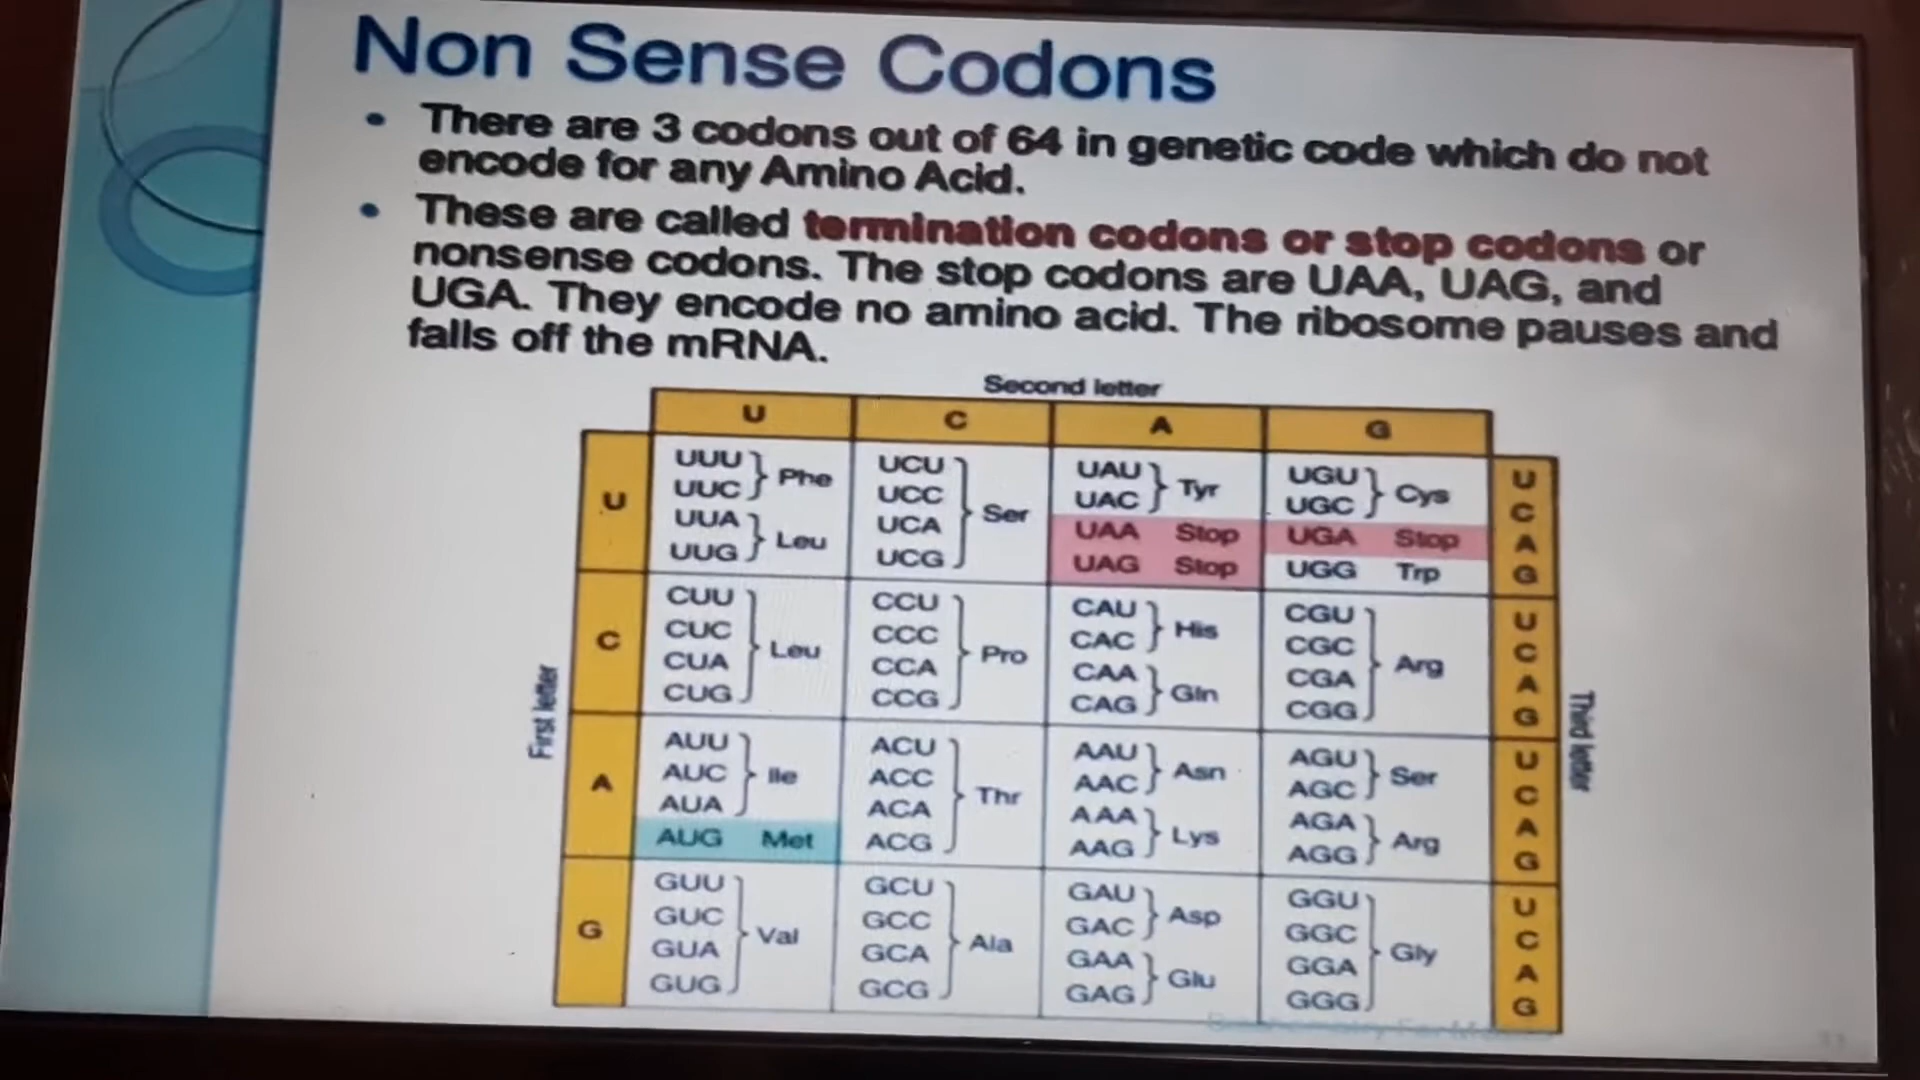 Non Sense Codons
• There are 3 codons out of 64 in genetic code which do not
encode for any Amino Acid.
• These are called termination codons or stop codons or
nonsense codons. The stop codons are UAA, UAG, and
UGA. They encode no amino acid. The ribosome pauses and
falls off the mRNA.
Second letter
U C A G
First letter
Third letter
U
UUU
UUC
Phe
UUA
UUG
Leu
UCU
UCC
UCA
UCG
Ser
UAU
UAC
Tyr
UAA Stop
UAG Stop
UGU
UGC
Cys
UGA Stop
UGG Trp
U
C
A
G
C
CUU
CUC
CUA
CUG
Leu
CCU
CCC
CCA
CCG
Pro
CAU
CAC
His
CAA
CAG
Gln
CGU
CGC
CGA
CGG
Arg
U
C
A
G
A
AUU
AUC
AUA
Ile
AUG Met
ACU
ACC
ACA
ACG
Thr
AAU
AAC
Asn
AAA
AAG
Lys
AGU
AGC
Ser
AGA
AGG
Arg
U
C
A
G
G
GUU
GUC
GUA
GUG
Val
GCU
GCC
GCA
GCG
Ala
GAU
GAC
Asp
GAA
GAG
Glu
GGU
GGC
GGA
GGG
Gly
U
C
A
G